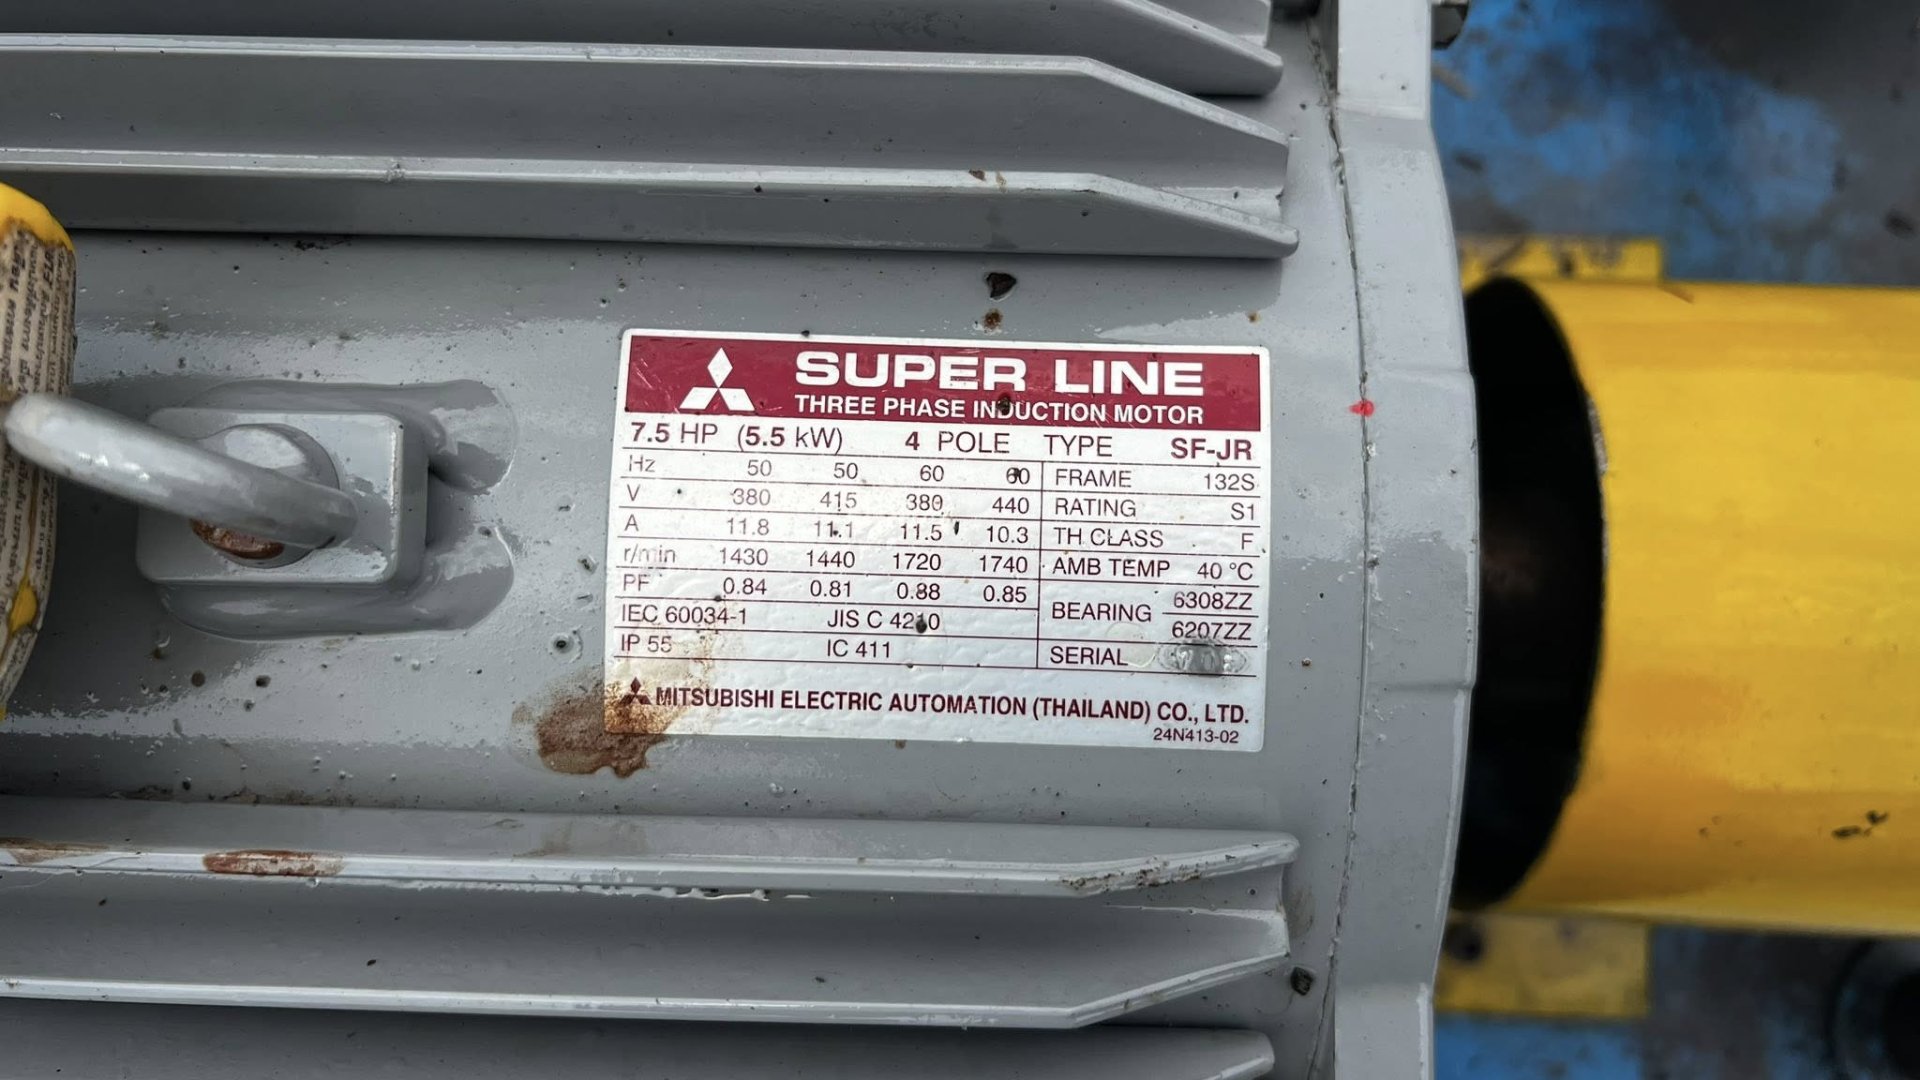 SUPER LINE
THREE PHASE INDUCTION MOTOR
7.5 HP (5.5 kW) 4 POLE TYPE SF-JR
Hz 50 50 60 60 FRAME 132S
V 380 415 380 440 RATING S1
A 11.8 11.1 11.5 10.3 TH CLASS F
r/min 1430 1440 1720 1740 AMB TEMP 40 °C
PF 0.84 0.81 0.88 0.85 BEARING 6308ZZ
6207ZZ
IEC 60034-1 JIS C 4210
IP 55 IC 411 SERIAL
MITSUBISHI ELECTRIC AUTOMATION (THAILAND) CO., LTD.
24N413-02